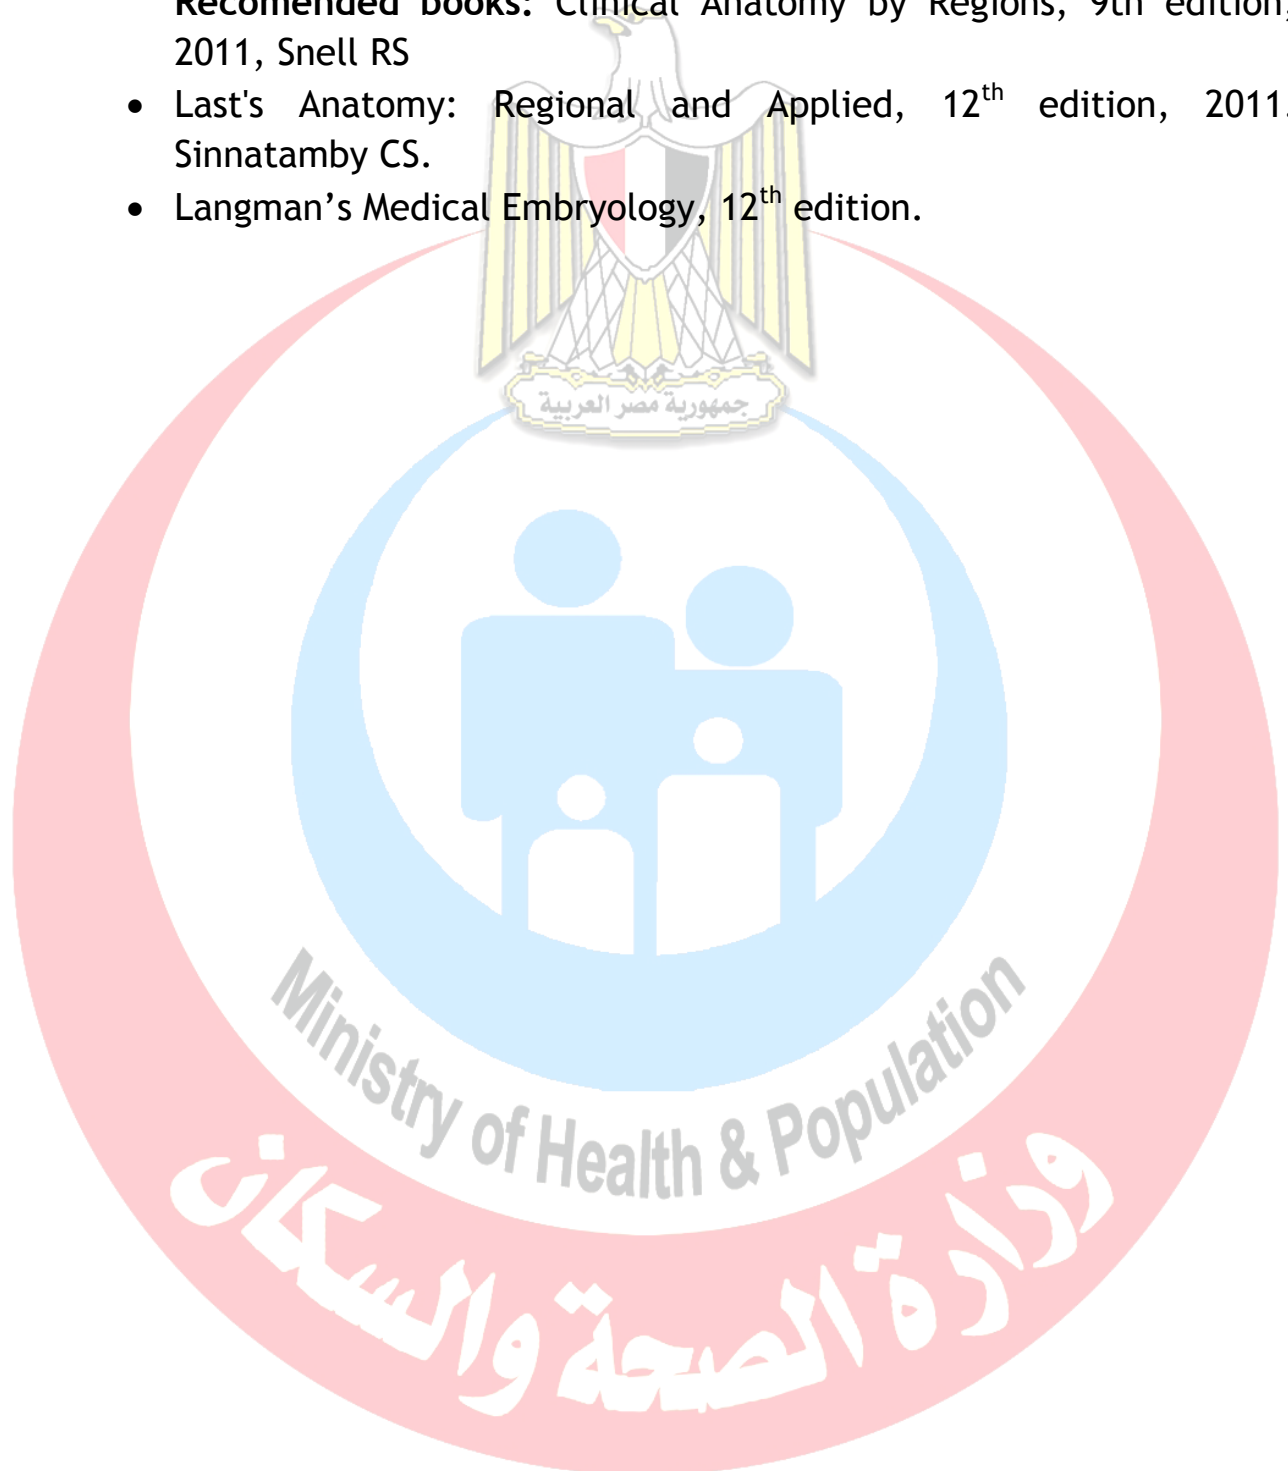 Recomended books: Clinical Anatomy by Regions, 9th edition,
2011, Snell RS
• Last's Anatomy: Regional and Applied, 12th edition, 2011.
Sinnatamby CS.
• Langman’s Medical Embryology, 12th edition.
جمهورية مصر العربية
Ministry of Health & Population
وزارة الصحة والسكان